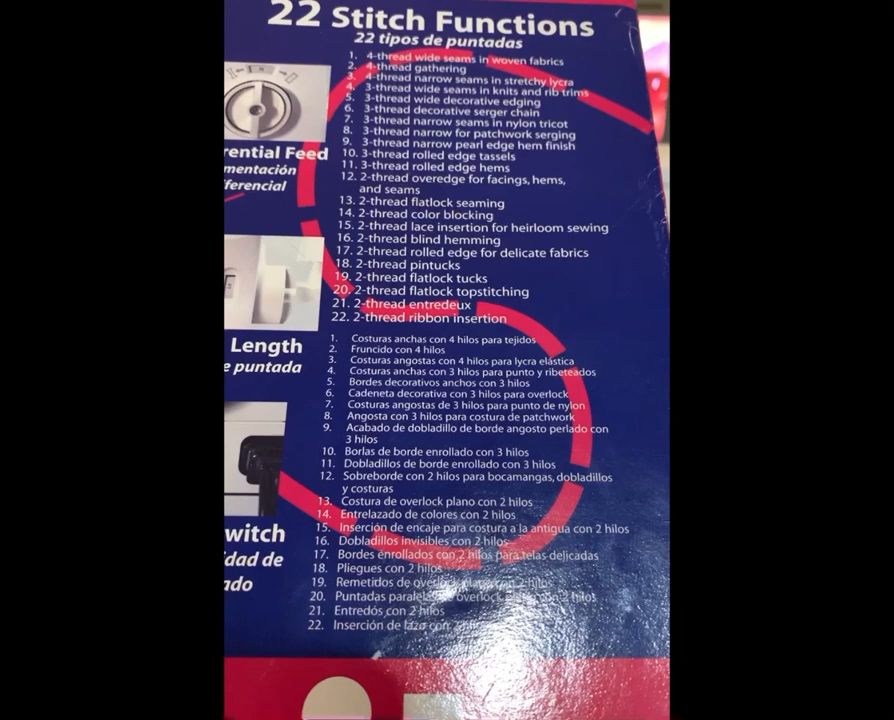 22 Stitch Functions
22 tipos de puntadas
1. 4-thread wide seams in woven fabrics
2. 4-thread gathering
3. 4-thread narrow seams in stretchy lycra
4. 3-thread wide seams in knits and rib trims
5. 3-thread wide decorative edging
6. 3-thread decorative serger chain
7. 3-thread narrow seams in nylon tricot
8. 3-thread narrow for patchwork serging
9. 3-thread narrow pearl edge hem finish
10. 3-thread rolled edge tassels
11. 3-thread rolled edge hems
12. 2-thread overedge for facings, hems,
and seams
13. 2-thread flatlock seaming
14. 2-thread color blocking
15. 2-thread lace insertion for heirloom sewing
16. 2-thread blind hemming
17. 2-thread rolled edge for delicate fabrics
18. 2-thread pintucks
19. 2-thread flatlock tucks
20. 2-thread flatlock topstitching
21. 2-thread entredeux
22. 2-thread ribbon insertion
1. Costuras anchas con 4 hilos para tejidos
2. Fruncido con 4 hilos
3. Costuras angostas con 4 hilos para lycra elástica
4. Costuras anchas con 3 hilos para punto y ribeteados
5. Bordes decorativos anchos con 3 hilos
6. Cadeneta decorativa con 3 hilos para overlock
7. Costuras angostas de 3 hilos para punto de nylon
8. Angosta con 3 hilos para costura de patchwork
9. Acabado de dobladillo de borde angosto perlado con
3 hilos
10. Borlas de borde enrollado con 3 hilos
11. Dobladillos de borde enrollado con 3 hilos
12. Sobreborde con 2 hilos para bocamangas, dobladillos
y costuras
13. Costura de overlock plano con 2 hilos
14. Entrelazado de colores con 2 hilos
15. Inserción de encaje para costura a la antigua con 2 hilos
16. Dobladillos invisibles con 2 hilos
17. Bordes enrollados con 2 hilos para telas delicadas
18. Pliegues con 2 hilos
19. Remetidos de overlock plano con 2 hilos
20. Puntadas paralelas de overlock plano con 2 hilos
21. Entredós con 2 hilos
22. Inserción de lazo con 2 hilos
rential Feed
mentación
ferencial
Length
e puntada
witch
idad de
ado